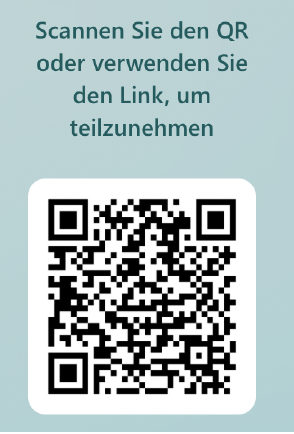 Scannen Sie den QR
oder verwenden Sie
den Link, um
teilzunehmen